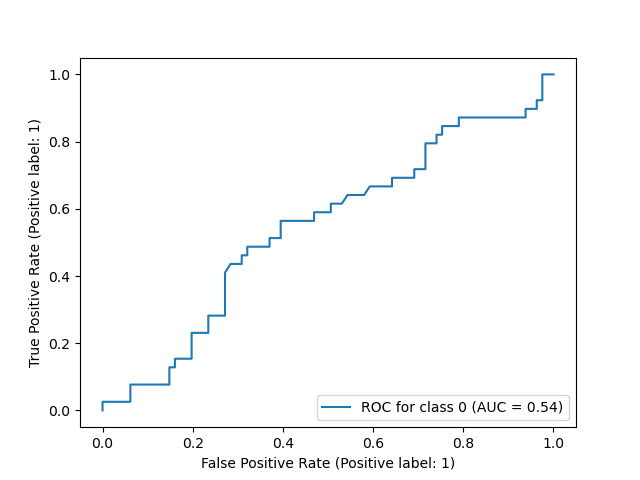 1.0
0.8
0.6
0.4
0.2
0.0
True Positive Rate (Positive label: 1)
ROC for class 0 (AUC = 0.54)
0.0 0.2 0.4 0.6 0.8 1.0
False Positive Rate (Positive label: 1)